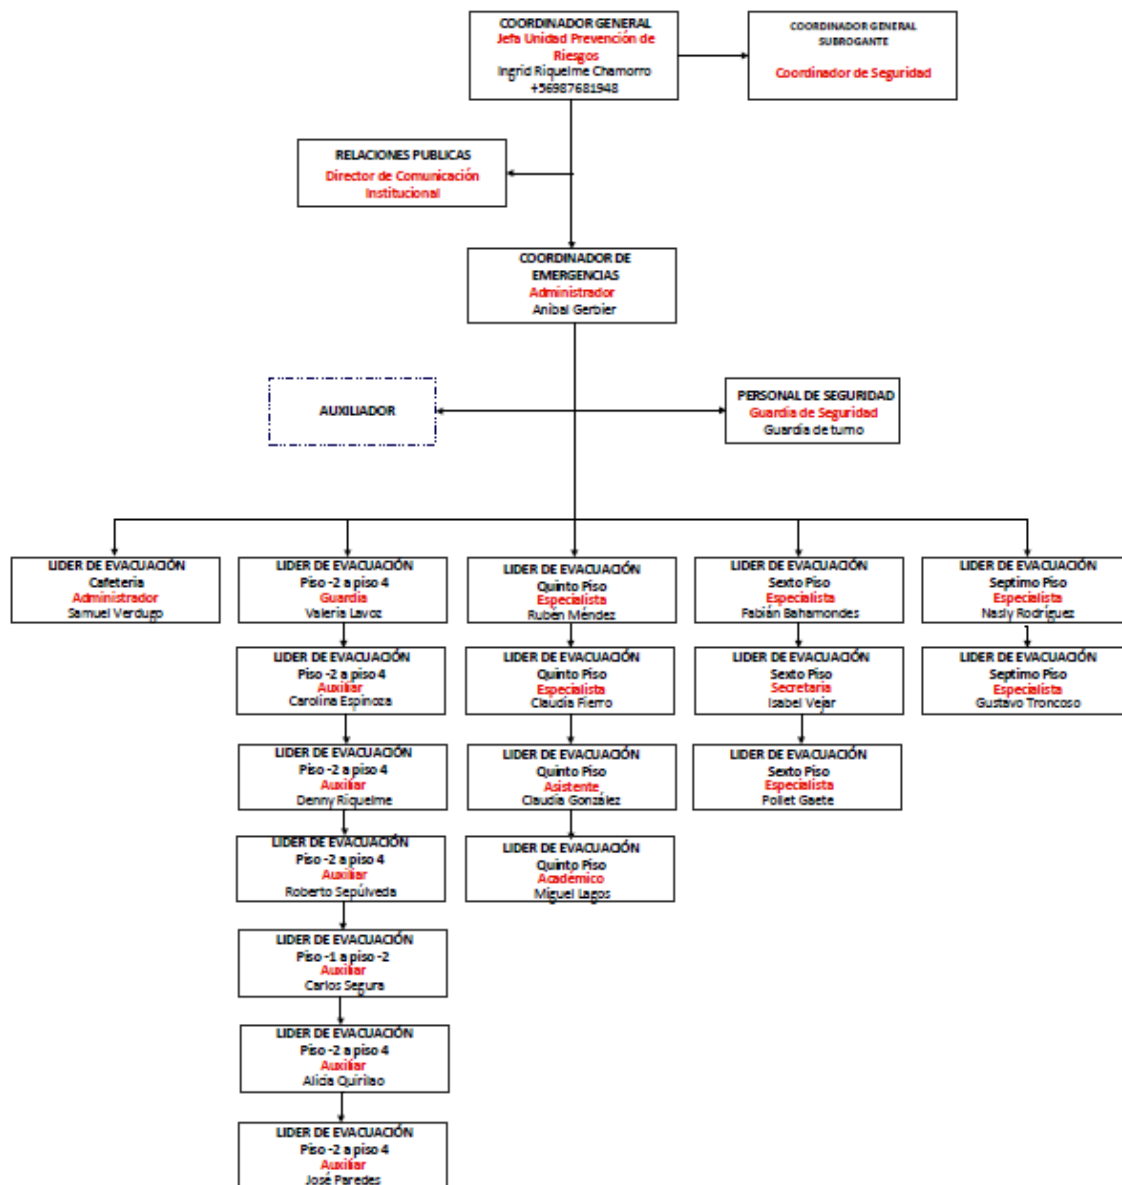 COORDINADOR GENERAL
Jefa Unidad Prevención de
Riesgos
Ingrid Riquelme Chamorro
+56987681948
COORDINADOR GENERAL
SUBROGANTE
Coordinador de Seguridad
RELACIONES PUBLICAS
Director de Comunicación
Institucional
COORDINADOR DE
EMERGENCIAS
Administrador
Anibal Gerbier
AUXILIADOR
PERSONAL DE SEGURIDAD
Guardia de Seguridad
Guardia de turno
LIDER DE EVACUACIÓN
Cafeteria
Administrador
Samuel Verdugo
LIDER DE EVACUACIÓN
Piso -2 a piso 4
Guardia
Valeria Lavoz
LIDER DE EVACUACIÓN
Quinto Piso
Especialista
Rubén Méndez
LIDER DE EVACUACIÓN
Sexto Piso
Especialista
Fabián Bahamondes
LIDER DE EVACUACIÓN
Septimo Piso
Especialista
Nasly Rodríguez
LIDER DE EVACUACIÓN
Piso -2 a piso 4
Auxiliar
Carolina Espinoza
LIDER DE EVACUACIÓN
Quinto Piso
Especialista
Claudia Fierro
LIDER DE EVACUACIÓN
Sexto Piso
Secretaria
Isabel Vejar
LIDER DE EVACUACIÓN
Septimo Piso
Especialista
Gustavo Troncoso
LIDER DE EVACUACIÓN
Piso -2 a piso 4
Auxiliar
Denny Riquelme
LIDER DE EVACUACIÓN
Quinto Piso
Asistente
Claudia González
LIDER DE EVACUACIÓN
Sexto Piso
Especialista
Pollet Gaete
LIDER DE EVACUACIÓN
Piso -2 a piso 4
Auxiliar
Roberto Sepúlveda
LIDER DE EVACUACIÓN
Quinto Piso
Académico
Miguel Lagos
LIDER DE EVACUACIÓN
Piso -1 a piso -2
Auxiliar
Carlos Segura
LIDER DE EVACUACIÓN
Piso -2 a piso 4
Auxiliar
Alicia Quirilao
LIDER DE EVACUACIÓN
Piso -2 a piso 4
Auxiliar
José Paredes